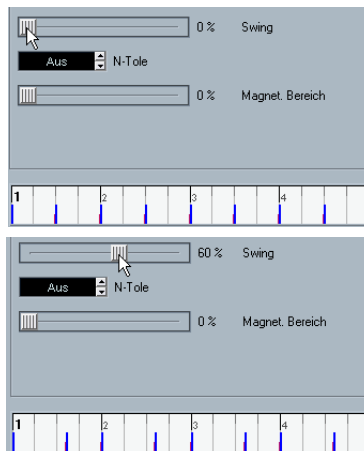 0 % Swing
Aus N-Tole
0 % Magnet. Bereich
1 2 3 4
60 % Swing
Aus N-Tole
0 % Magnet. Bereich
1 2 3 4